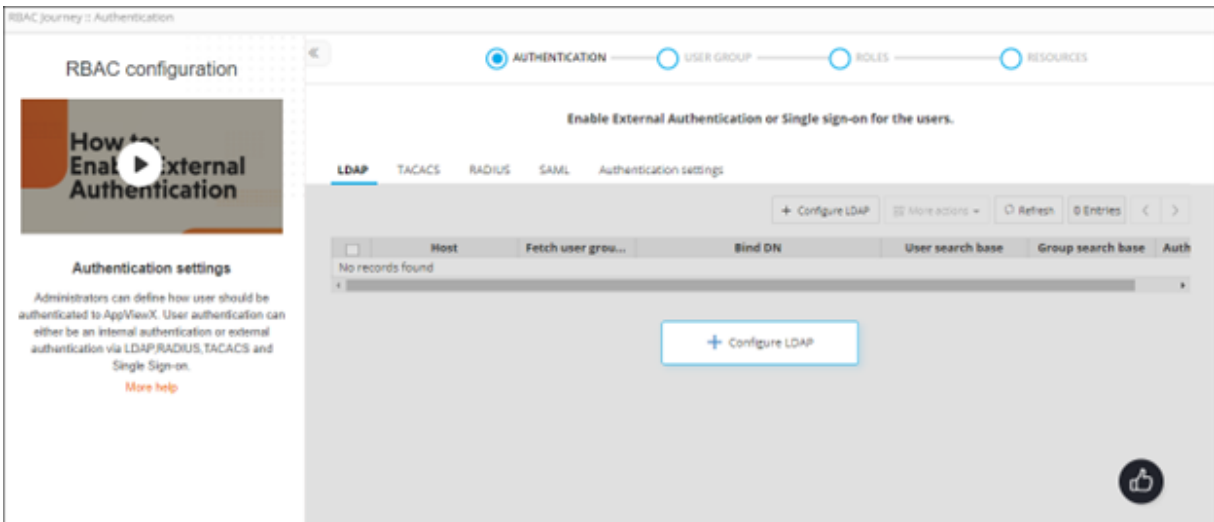 RBAC Journey :: Authentication
RBAC configuration
How to:
Enable External
Authentication
Authentication settings
Administrators can define how user should be
authenticated to AppViewX. User authentication can
either be an internal authentication or external
authentication via LDAP,RADIUS,TACACS and
Single Sign-on.
More help
AUTHENTICATION
USER GROUP
ROLES
RESOURCES
Enable External Authentication or Single sign-on for the users.
LDAP
TACACS
RADIUS
SAML
Authentication settings
+ Configure LDAP
More actions
Refresh
0 Entries
Host
Fetch user grou...
Bind DN
User search base
Group search base
Auth
No records found
+ Configure LDAP